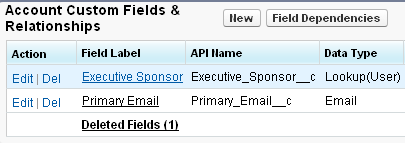 Account Custom Fields &
Relationships
New Field Dependencies
Action Field Label API Name Data Type
Edit | Del Executive Sponsor Executive_Sponsor__c Lookup(User)
Edit | Del Primary Email Primary_Email__c Email
Deleted Fields (1)